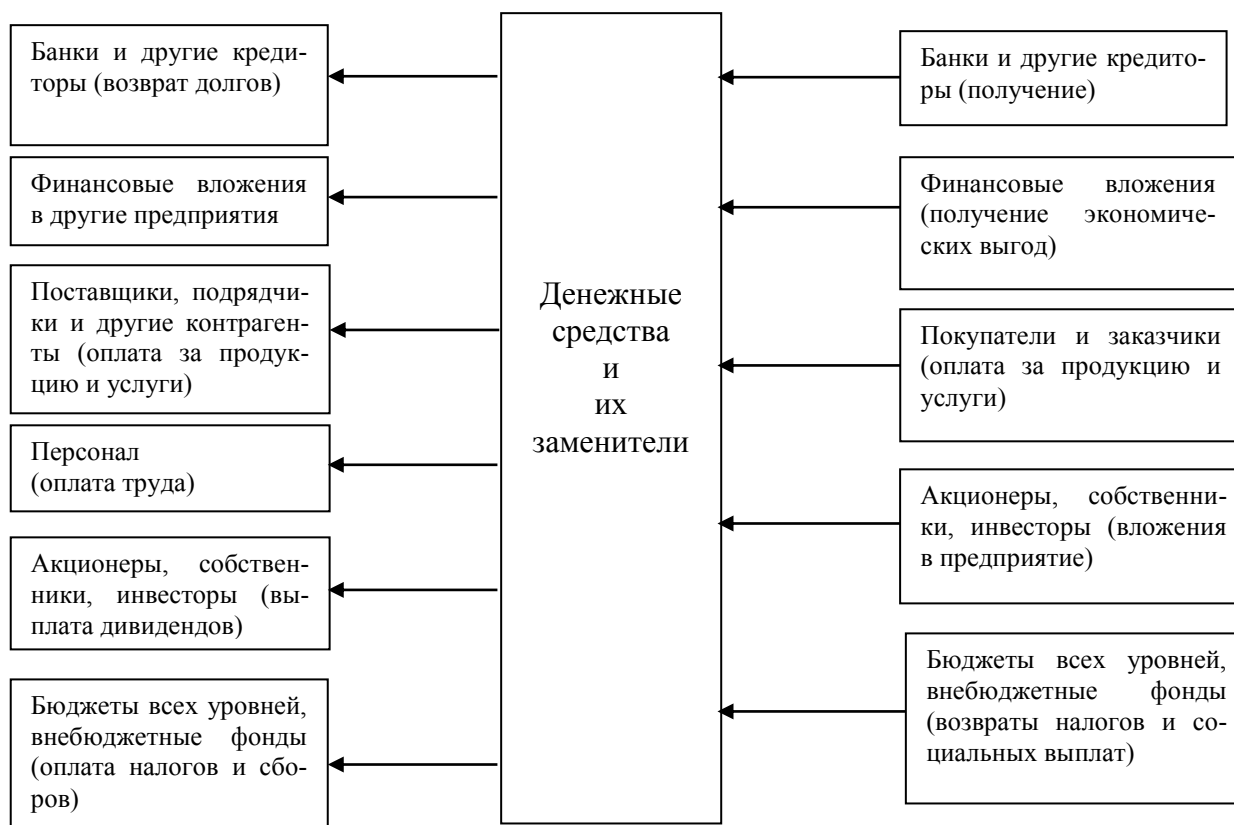 Банки и другие креди-
торы (возврат долгов)
Финансовые вложения
в другие предприятия
Поставщики, подрядчи-
ки и другие контраген-
ты (оплата за продук-
цию и услуги)
Персонал
(оплата труда)
Акционеры, собствен-
ники, инвесторы (вы-
плата дивидендов)
Бюджеты всех уровней,
внебюджетные фонды
(оплата налогов и сбо-
ров)
Денежные
средства
и
их
заменители
Банки и другие кредито-
ры (получение)
Финансовые вложения
(получение экономиче-
ских выгод)
Покупатели и заказчики
(оплата за продукцию и
услуги)
Акционеры, собственни-
ки, инвесторы (вложения
в предприятие)
Бюджеты всех уровней,
внебюджетные фонды
(возвраты налогов и со-
циальных выплат)